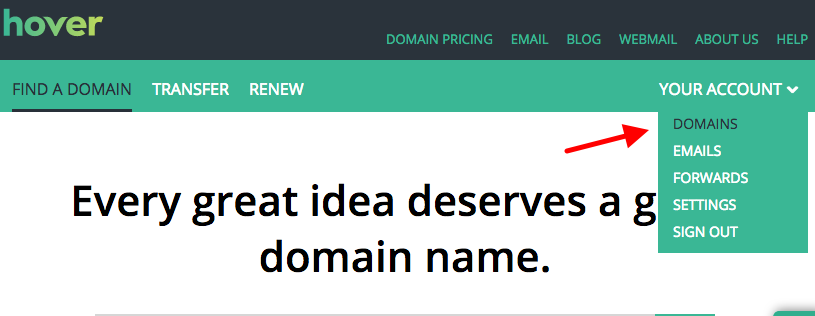 hover
DOMAIN PRICING EMAIL BLOG WEBMAIL ABOUT US HELP
FIND A DOMAIN TRANSFER RENEW YOUR ACCOUNT
DOMAINS
EMAILS
FORWARDS
SETTINGS
SIGN OUT
Every great idea deserves a g
domain name.